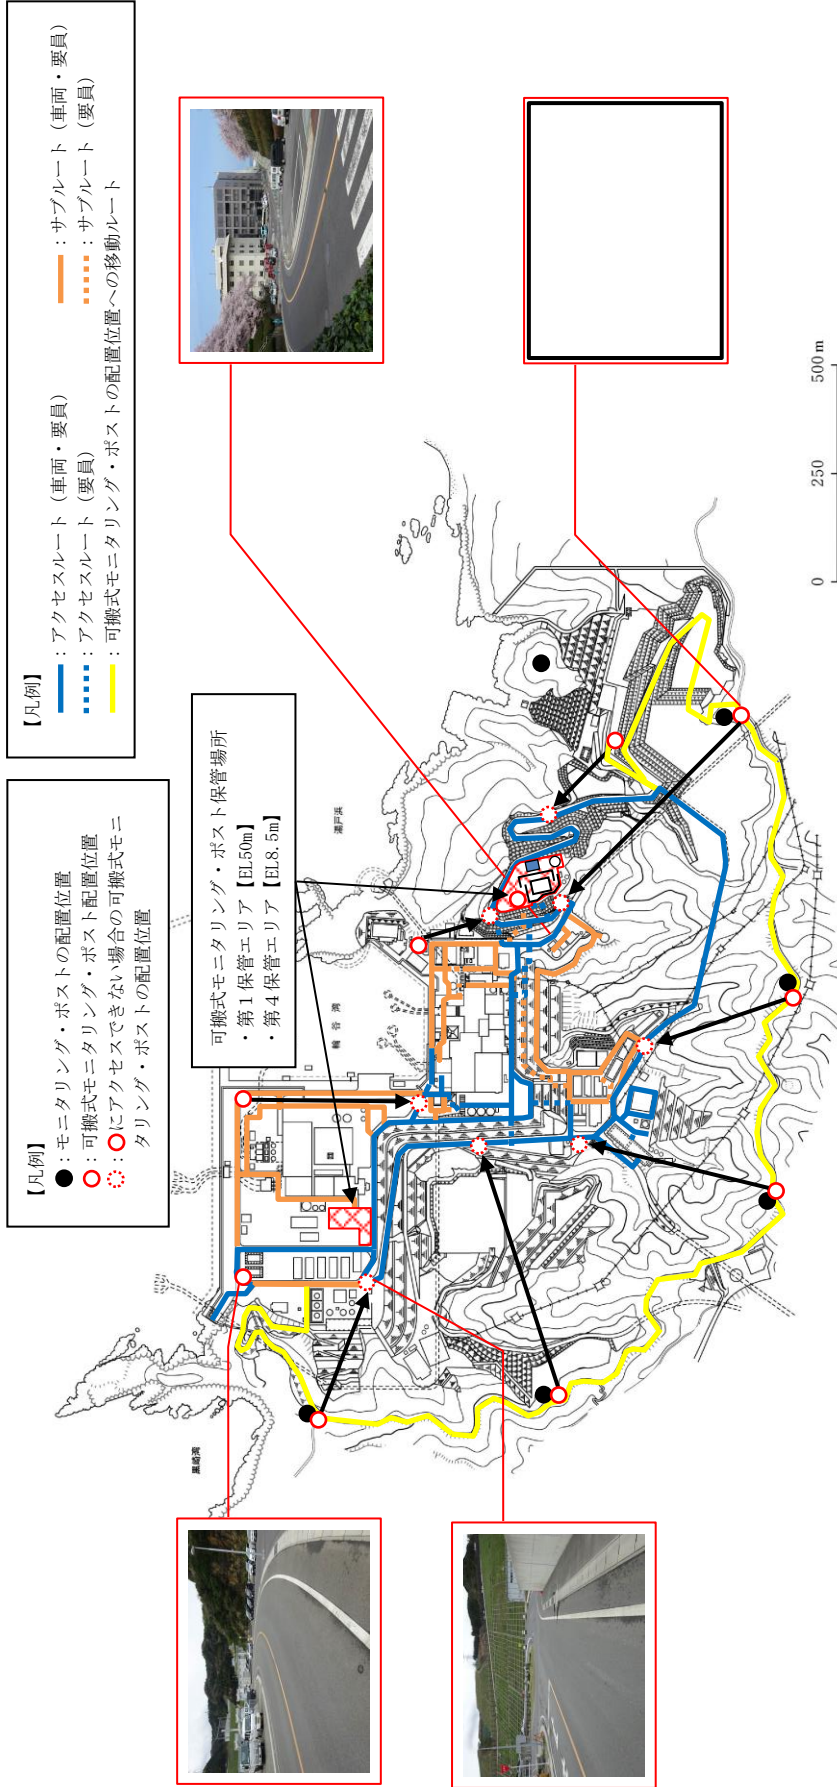 【凡例】
●：モニタリング・ポストの配置位置
○：可搬式モニタリング・ポスト配置位置
○：○にアクセスできない場合の可搬式モニ
タリング・ポストの配置位置
【凡例】
：アクセスルート（車両・要員）
：アクセスルート（要員）
：可搬式モニタリング・ポストの配置位置への移動ルート
：サブルート（車両・要員）
：サブルート（要員）
可搬式モニタリング・ポスト保管場所
・第1保管エリア【EL50m】
・第4保管エリア【EL8.5m】
黒崎湾
輪谷湾
瀬戸浜
0 250 500 m